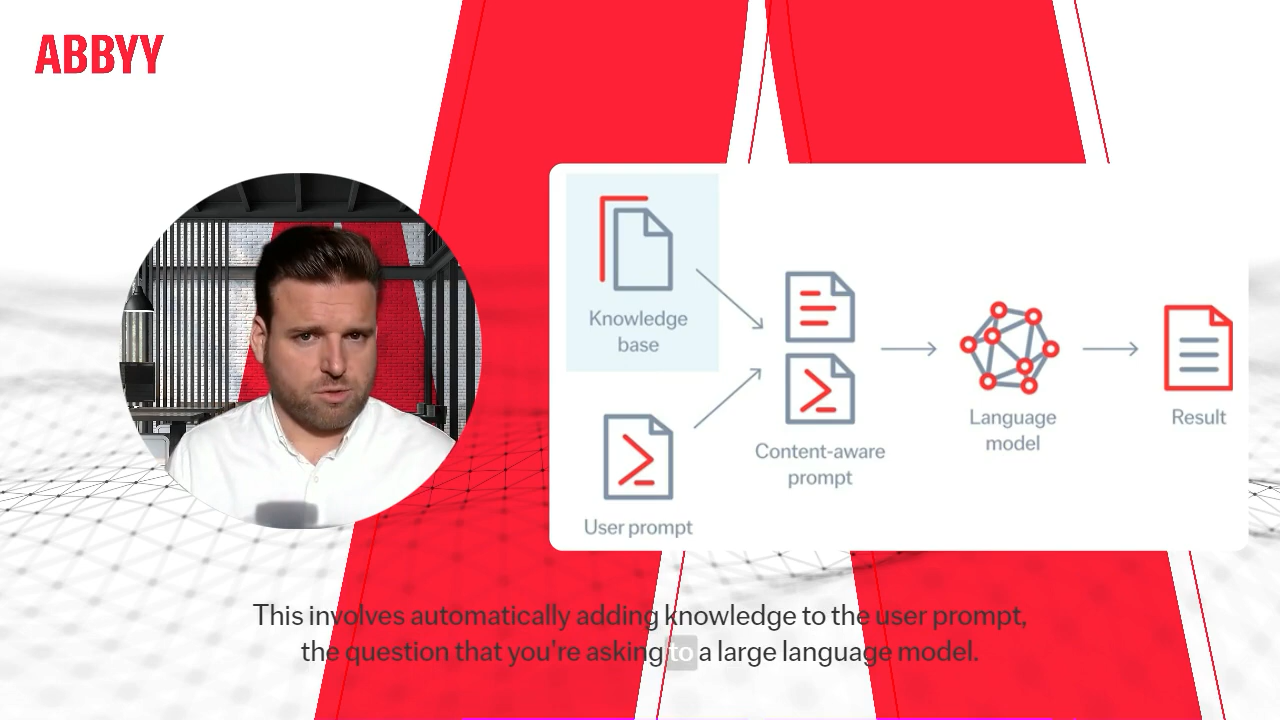 ABBYY
Knowledge
base
User prompt
Content-aware
prompt
Language
model
Result
This involves automatically adding knowledge to the user prompt,
the question that you're asking to a large language model.